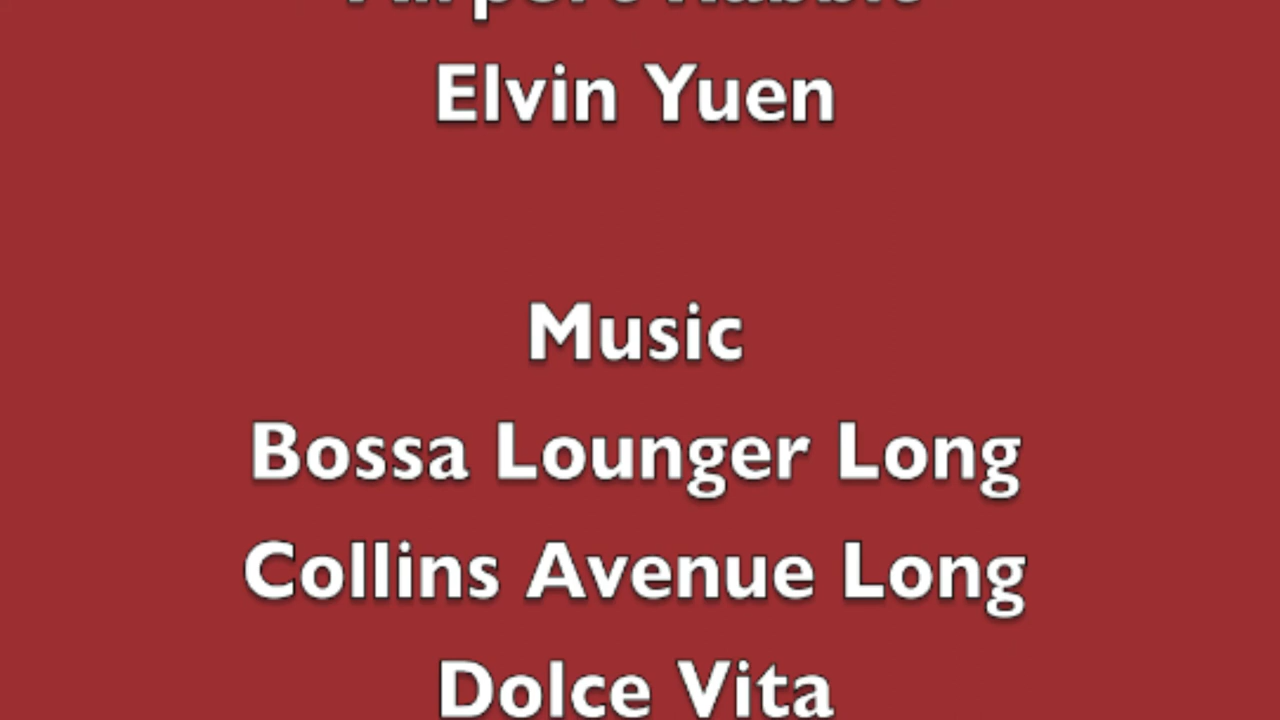 Elvin Yuen
Music
Bossa Lounger Long
Collins Avenue Long
Dolce Vita